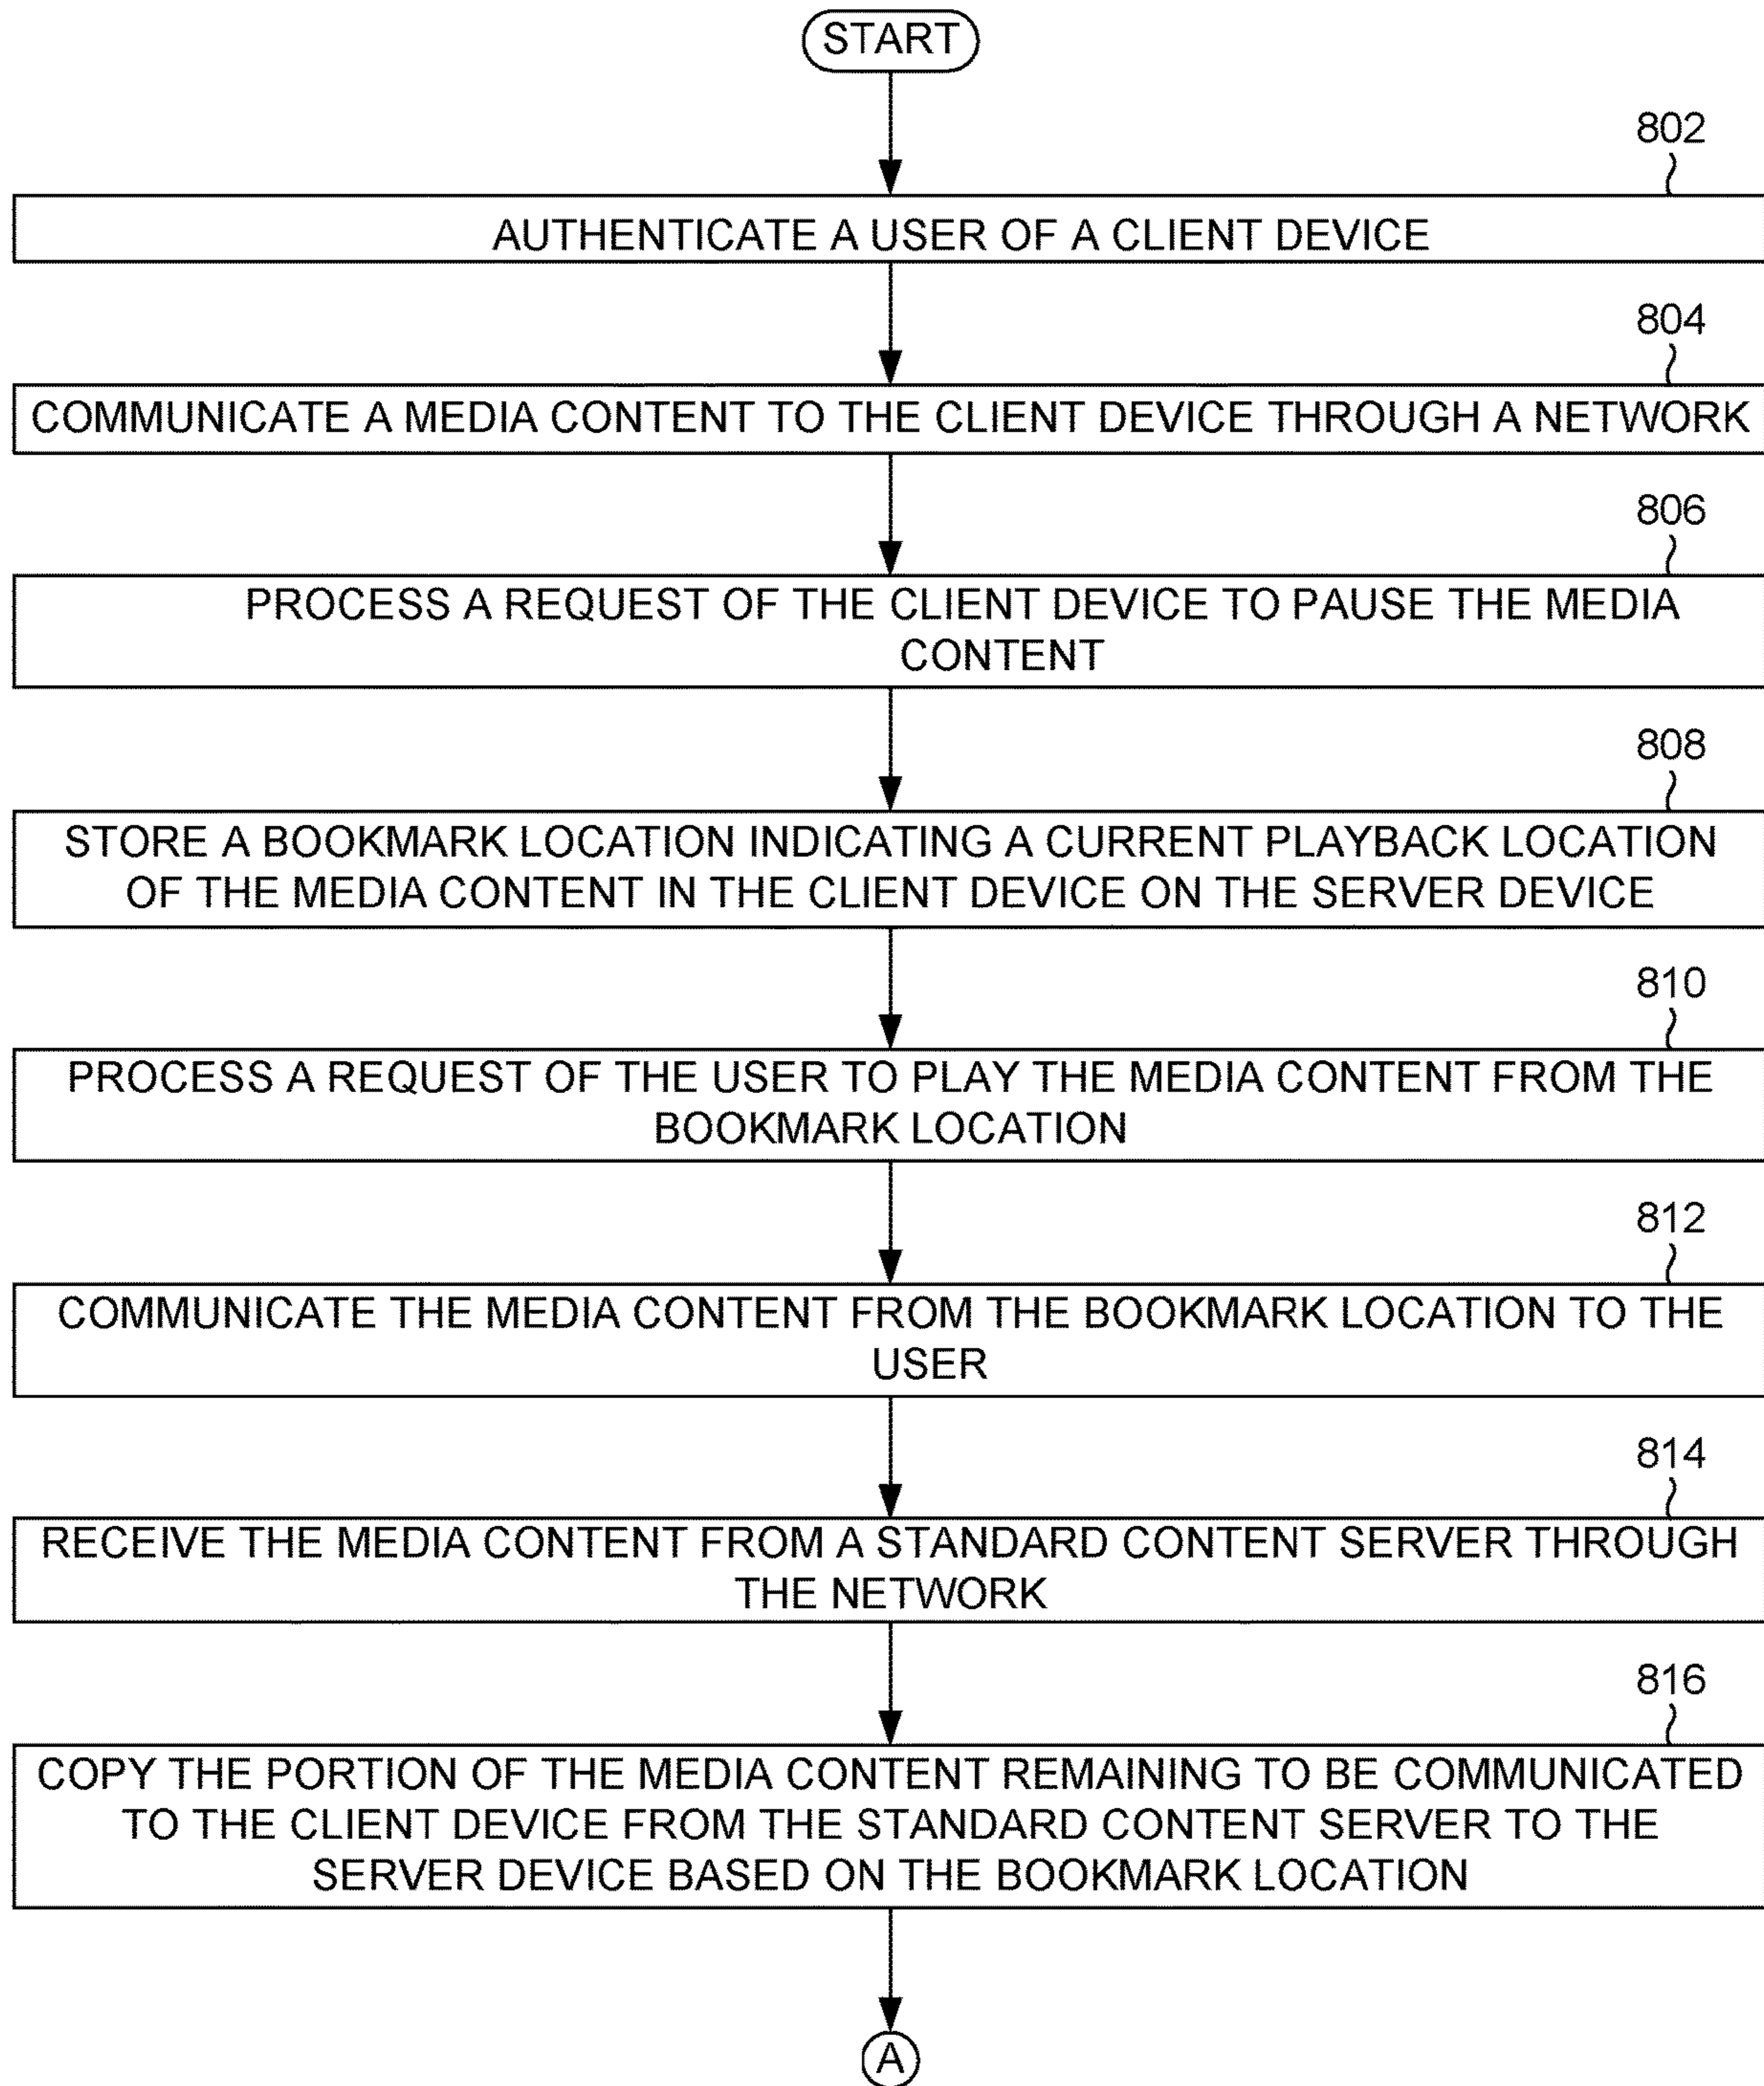 START
802
AUTHENTICATE A USER OF A CLIENT DEVICE
804
COMMUNICATE A MEDIA CONTENT TO THE CLIENT DEVICE THROUGH A NETWORK
806
PROCESS A REQUEST OF THE CLIENT DEVICE TO PAUSE THE MEDIA
CONTENT
808
STORE A BOOKMARK LOCATION INDICATING A CURRENT PLAYBACK LOCATION
OF THE MEDIA CONTENT IN THE CLIENT DEVICE ON THE SERVER DEVICE
810
PROCESS A REQUEST OF THE USER TO PLAY THE MEDIA CONTENT FROM THE
BOOKMARK LOCATION
812
COMMUNICATE THE MEDIA CONTENT FROM THE BOOKMARK LOCATION TO THE
USER
814
RECEIVE THE MEDIA CONTENT FROM A STANDARD CONTENT SERVER THROUGH
THE NETWORK
816
COPY THE PORTION OF THE MEDIA CONTENT REMAINING TO BE COMMUNICATED
TO THE CLIENT DEVICE FROM THE STANDARD CONTENT SERVER TO THE
SERVER DEVICE BASED ON THE BOOKMARK LOCATION
A